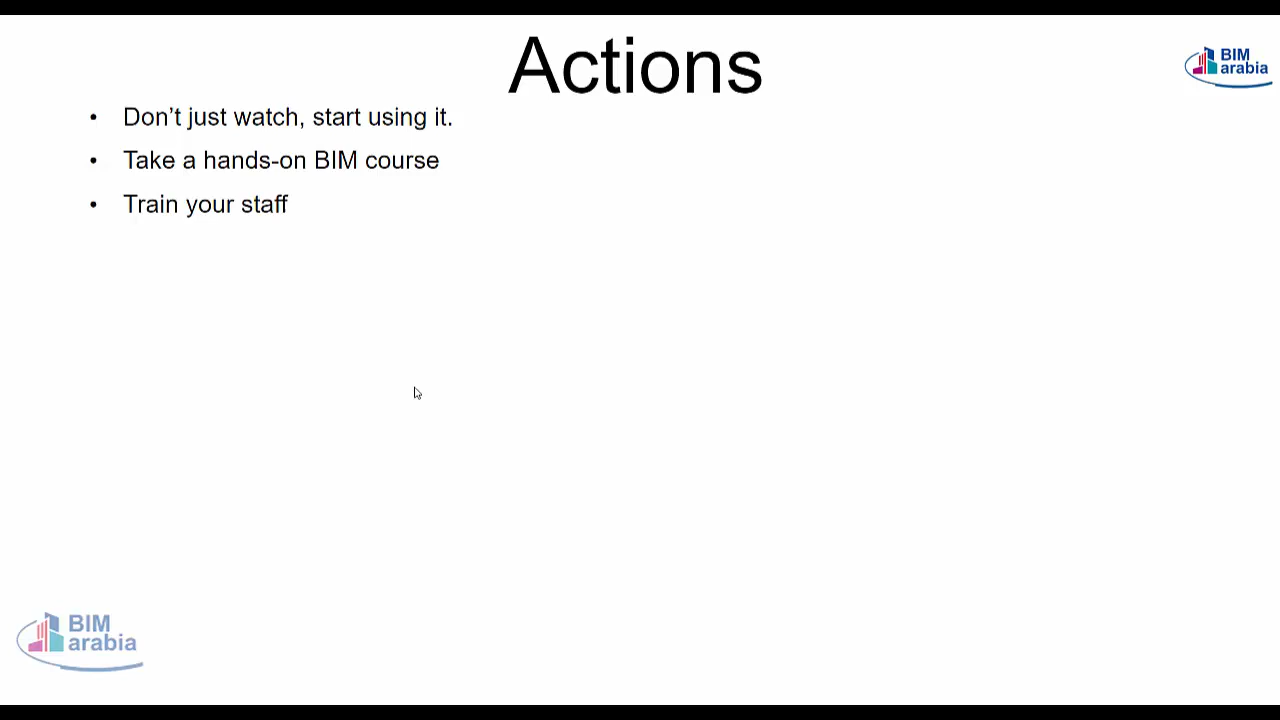 Actions
BIM
arabia
• Don’t just watch, start using it.
• Take a hands-on BIM course
• Train your staff
BIM
arabia